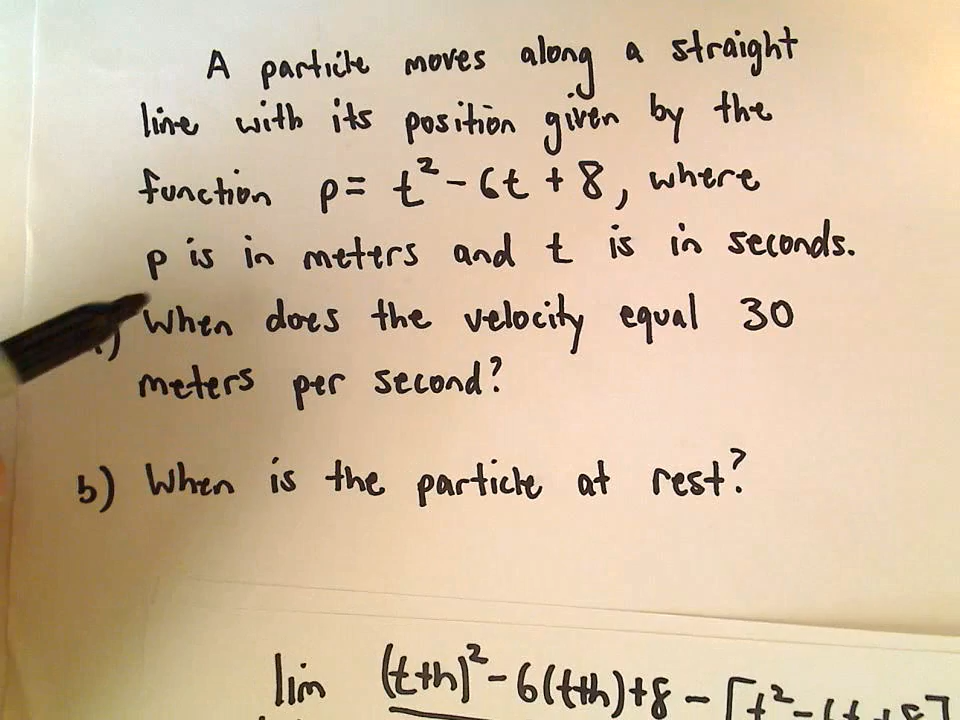 A particle moves along a straight
line with its position given by the
function p = t² - 6t + 8, where
p is in meters and t is in seconds.
When does the velocity equal 30
meters per second?
b) When is the particle at rest?
lim (t+h)² - 6(t+h)+8 - [t²